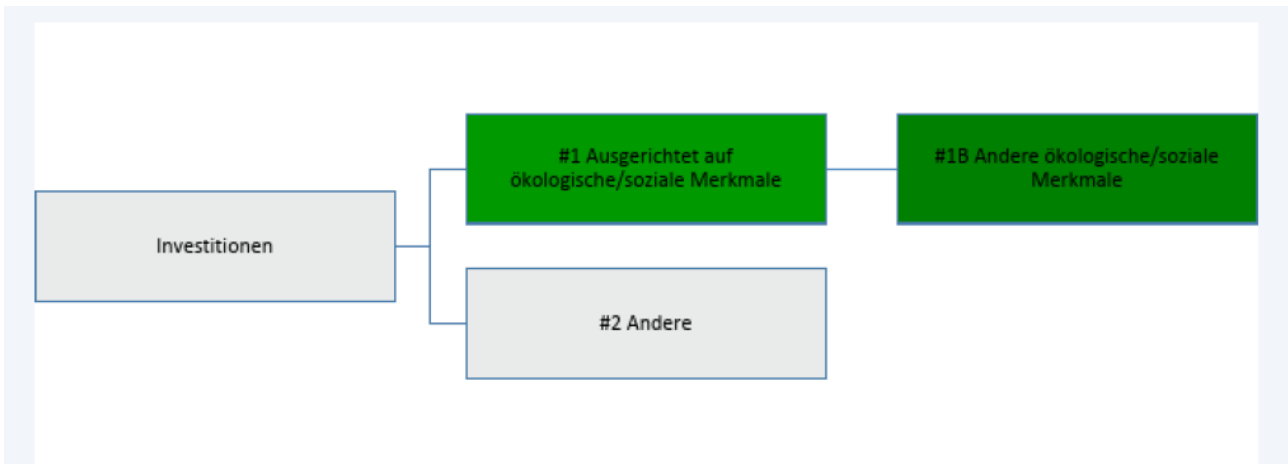 #1 Ausgerichtet auf
ökologische/soziale Merkmale
#1B Andere ökologische/soziale
Merkmale
Investitionen
#2 Andere